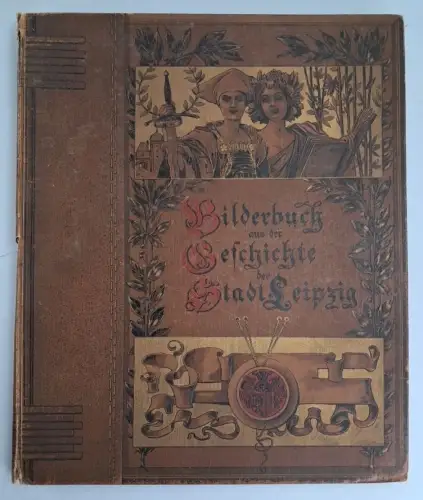 Bilderbuch
aus der
Geschichte
der
Stadt Leipzig